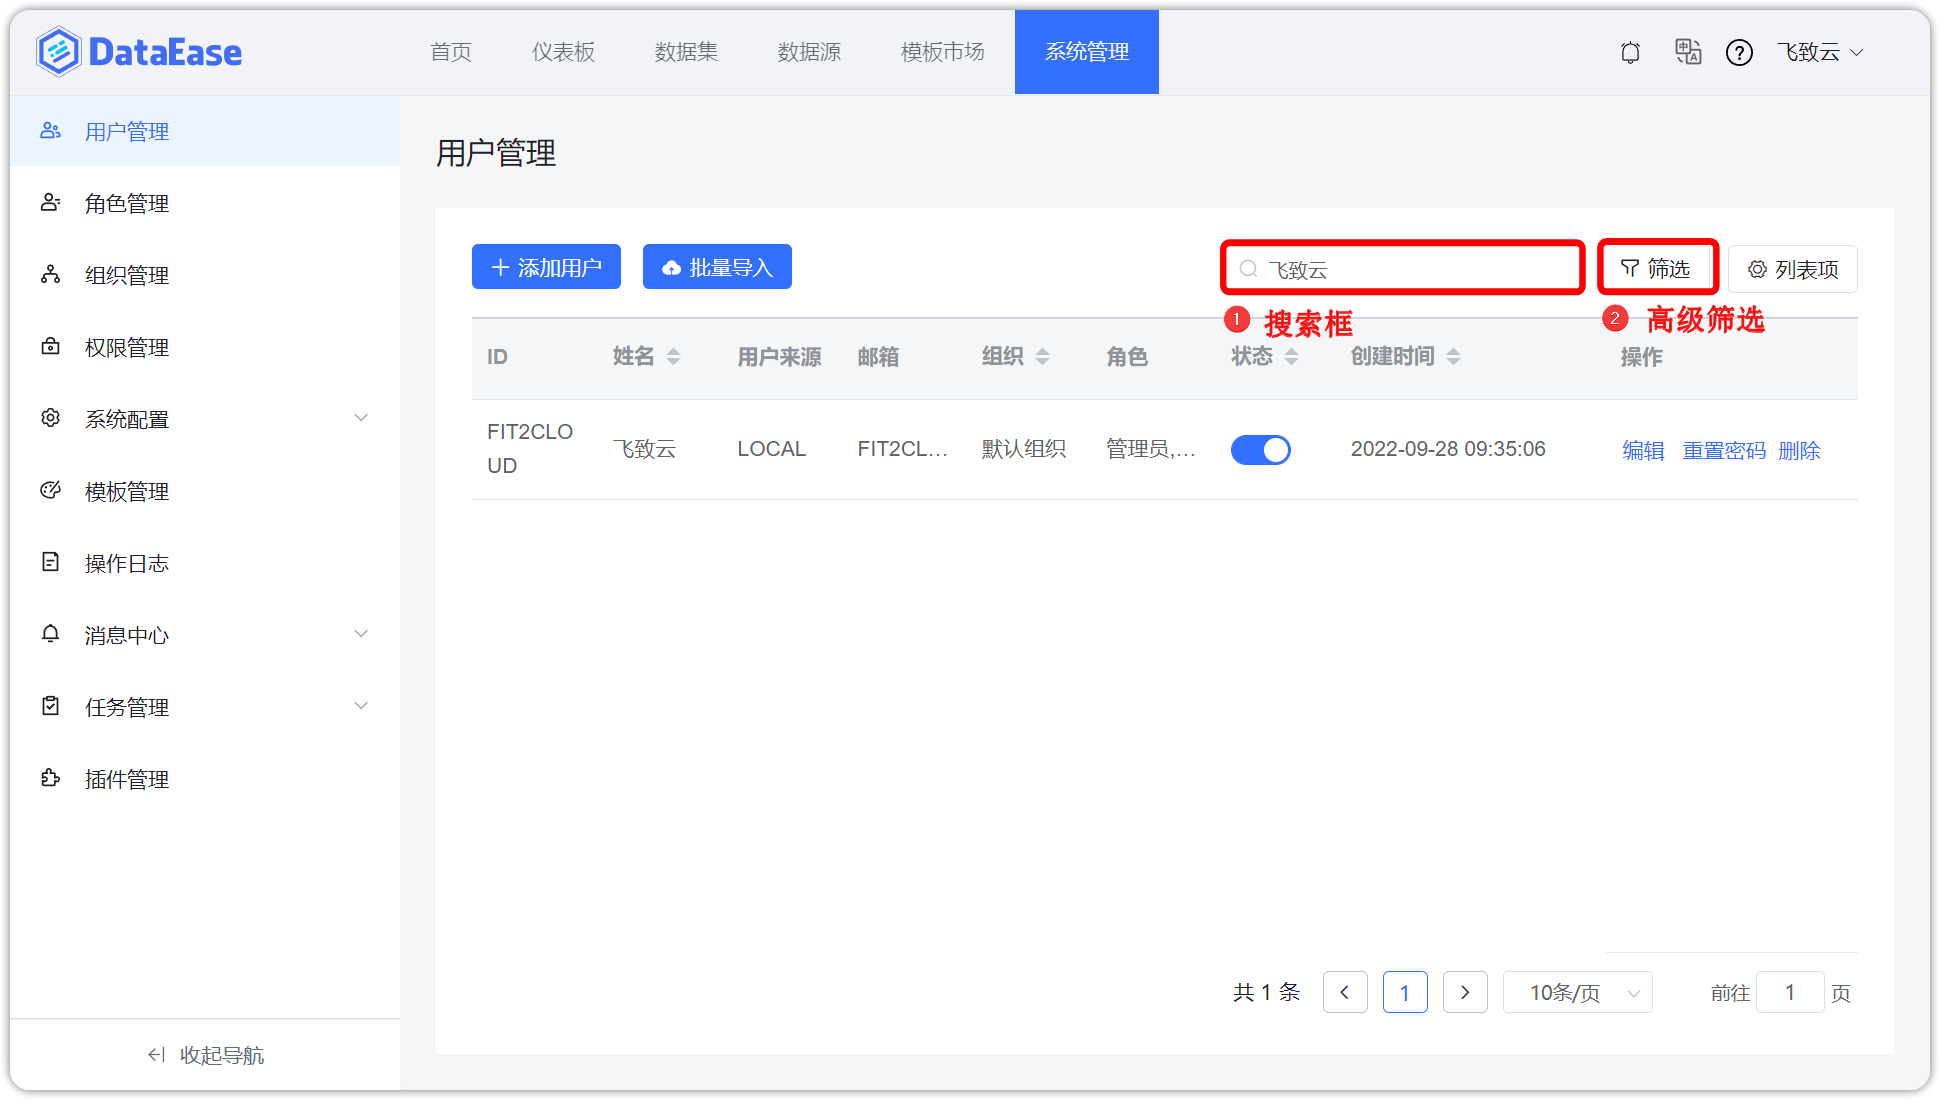 DataEase
首页 仪表板 数据集 数据源 模板市场 系统管理 飞致云
用户管理
角色管理
组织管理
权限管理
系统配置
模板管理
操作日志
消息中心
任务管理
插件管理
收起导航
用户管理
添加用户 批量导入 飞致云 筛选 列表项
1 搜索框 2 高级筛选
ID 姓名 用户来源 邮箱 组织 角色 状态 创建时间 操作
FIT2CLO
UD 飞致云 LOCAL FIT2CL... 默认组织 管理员,... 2022-09-28 09:35:06 编辑 重置密码 删除
共 1 条 1 10条/页 前往 1 页